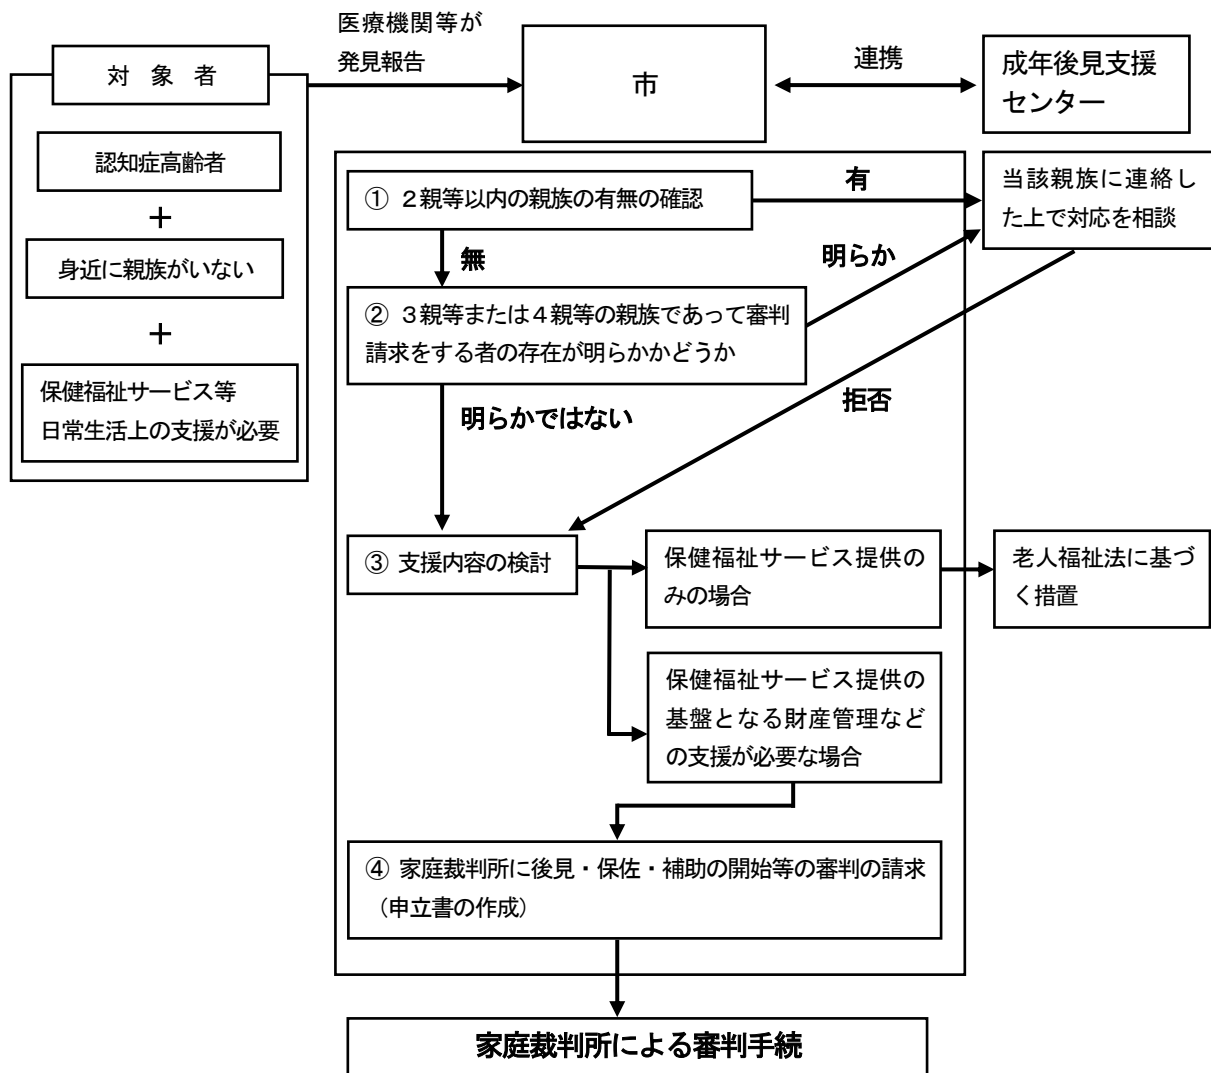 医療機関等が
発見報告
対　象　者
市
連携
成年後見支援
センター
認知症高齢者
＋
身近に親族がいない
＋
保健福祉サービス等
日常生活上の支援が必要
① ２親等以内の親族の有無の確認
有
当該親族に連絡し
た上で対応を相談
無
明らか
② ３親等または４親等の親族であって審判
請求をする者の存在が明らかかどうか
明らかではない
拒否
③ 支援内容の検討
保健福祉サービス提供の
みの場合
老人福祉法に基づ
く措置
保健福祉サービス提供の
基盤となる財産管理など
の支援が必要な場合
④ 家庭裁判所に後見・保佐・補助の開始等の審判の請求
（申立書の作成）
家庭裁判所による審判手続